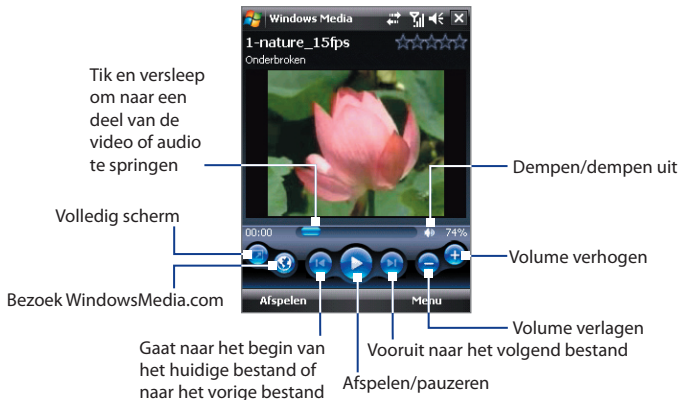 Windows Media
1-nature_15fps
Onderbroken
Tik en versleep
om naar een
deel van de
video of audio
te springen
Dempen/dempen uit
Volledig scherm
00:00
74%
Volume verhogen
Bezoek WindowsMedia.com
Afspelen
Menu
Volume verlagen
Gaat naar het begin van
het huidige bestand of
naar het vorige bestand
Vooruit naar het volgend bestand
Afspelen/pauzeren